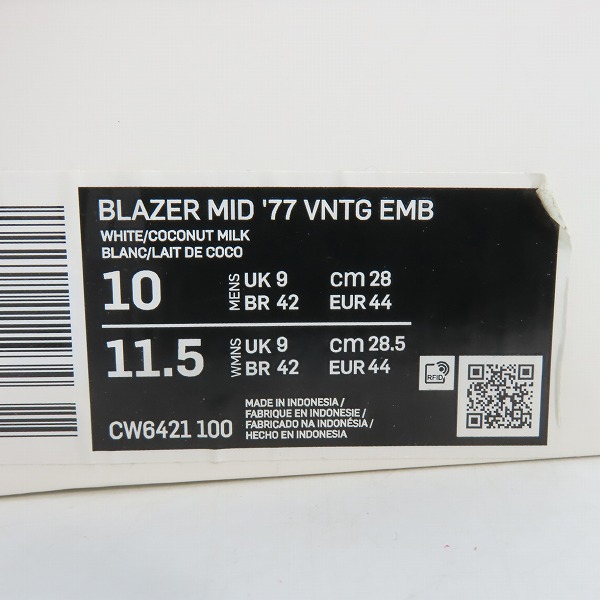 BLAZER MID '77 VNTG EMB
WHITE/COCONUT MILK
BLANC/LAIT DE COCO
10 MENS UK 9 cm 28
BR 42 EUR 44
11.5 WMNS UK 9 cm 28.5
BR 42 EUR 44
RFID
CW6421 100
MADE IN INDONESIA /
FABRIQUE EN INDONESIE /
FABRICADO NA INDONÉSIA /
HECHO EN INDONESIA